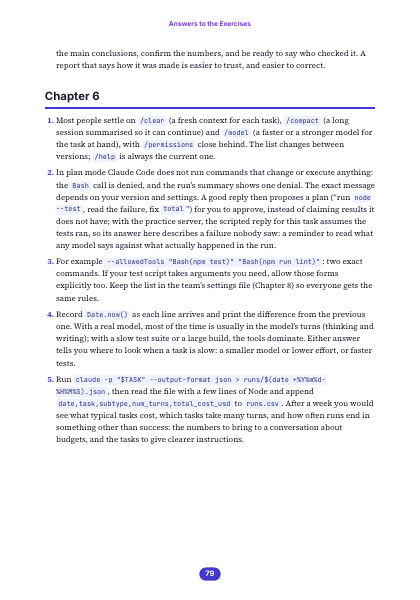 Answers to the Exercises
the main conclusions, confirm the numbers, and be ready to say who checked it. A
report that says how it was made is easier to trust, and easier to correct.
Chapter 6
1. Most people settle on /clear (a fresh context for each task), /compact (a long
session summarised so it can continue) and /model (a faster or a stronger model for
the task at hand), with /permissions close behind. The list changes between
versions; /help is always the current one.
2. In plan mode Claude Code does not run commands that change or execute anything:
the Bash call is denied, and the run's summary shows one denial. The exact message
depends on your version and settings. A good reply then proposes a plan ("run node
--test, read the failure, fix total") for you to approve, instead of claiming results it
does not have; with the practice server, the scripted reply for this task assumes the
tests ran, so its answer here describes a failure nobody saw: a reminder to read what
any model says against what actually happened in the run.
3. For example --allowedTools "Bash(npm test)" "Bash(npm run lint)": two exact
commands. If your test script takes arguments you need, allow those forms
explicitly too. Keep the list in the team's settings file (Chapter 8) so everyone gets the
same rules.
4. Record Date.now() as each line arrives and print the difference from the previous
one. With a real model, most of the time is usually in the model's turns (thinking and
writing); with a slow test suite or a large build, the tools dominate. Either answer
tells you where to look when a task is slow: a smaller model or lower effort, or faster
tests.
5. Run claude -p "$TASK" --output-format json > runs/$(date +%Y%m%d-
%H%M%S).json, then read the file with a few lines of Node and append
date,task,subtype,num_turns,total_cost_usd to runs.csv. After a week you would
see what typical tasks cost, which tasks take many turns, and how often runs end in
something other than success: the numbers to bring to a conversation about
budgets, and the tasks to give clearer instructions.
79